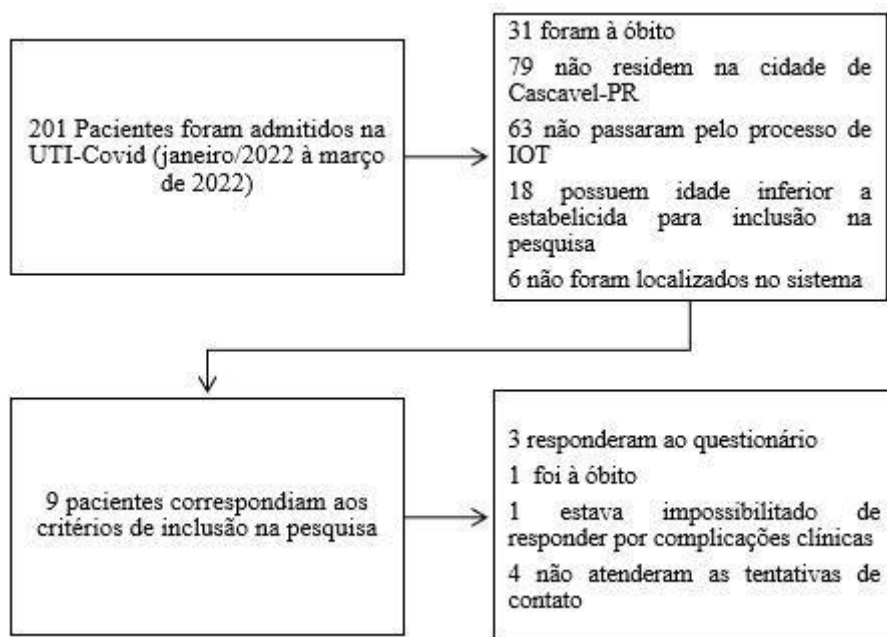 201 Pacientes foram admitidos na
UTI-Covid (janeiro/2022 à março
de 2022)
31 foram à óbito
79 não residem na cidade de
Cascavel-PR
63 não passaram pelo processo de
IOT
18 possuem idade inferior a
estabelicida para inclusão na
pesquisa
6 não foram localizados no sistema
9 pacientes correspondiam aos
critérios de inclusão na pesquisa
3 responderam ao questionário
1 foi à óbito
1 estava impossibilitado de
responder por complicações clínicas
4 não atenderam as tentativas de
contato